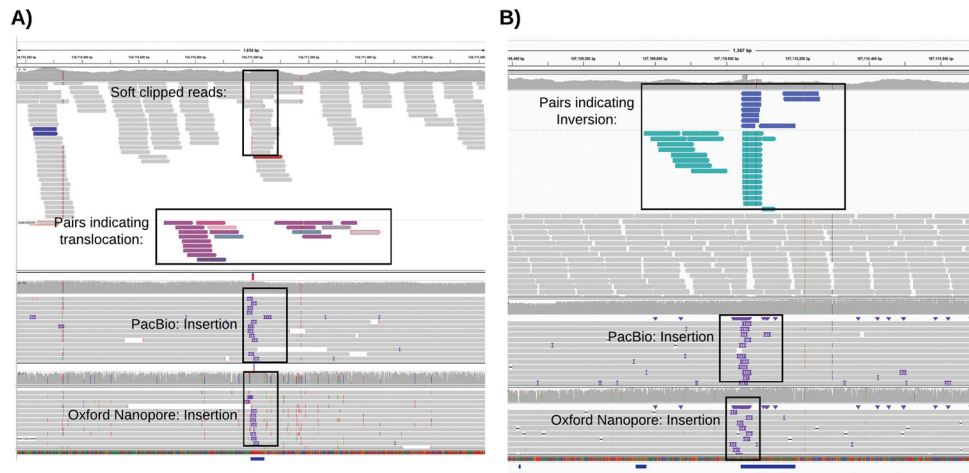 A)
B)
1,934 bp
1,567 bp
Soft clipped reads:
Pairs indicating
translocation:
PacBio: Insertion
Oxford Nanopore: Insertion
Pairs indicating
Inversion:
PacBio: Insertion
Oxford Nanopore: Insertion